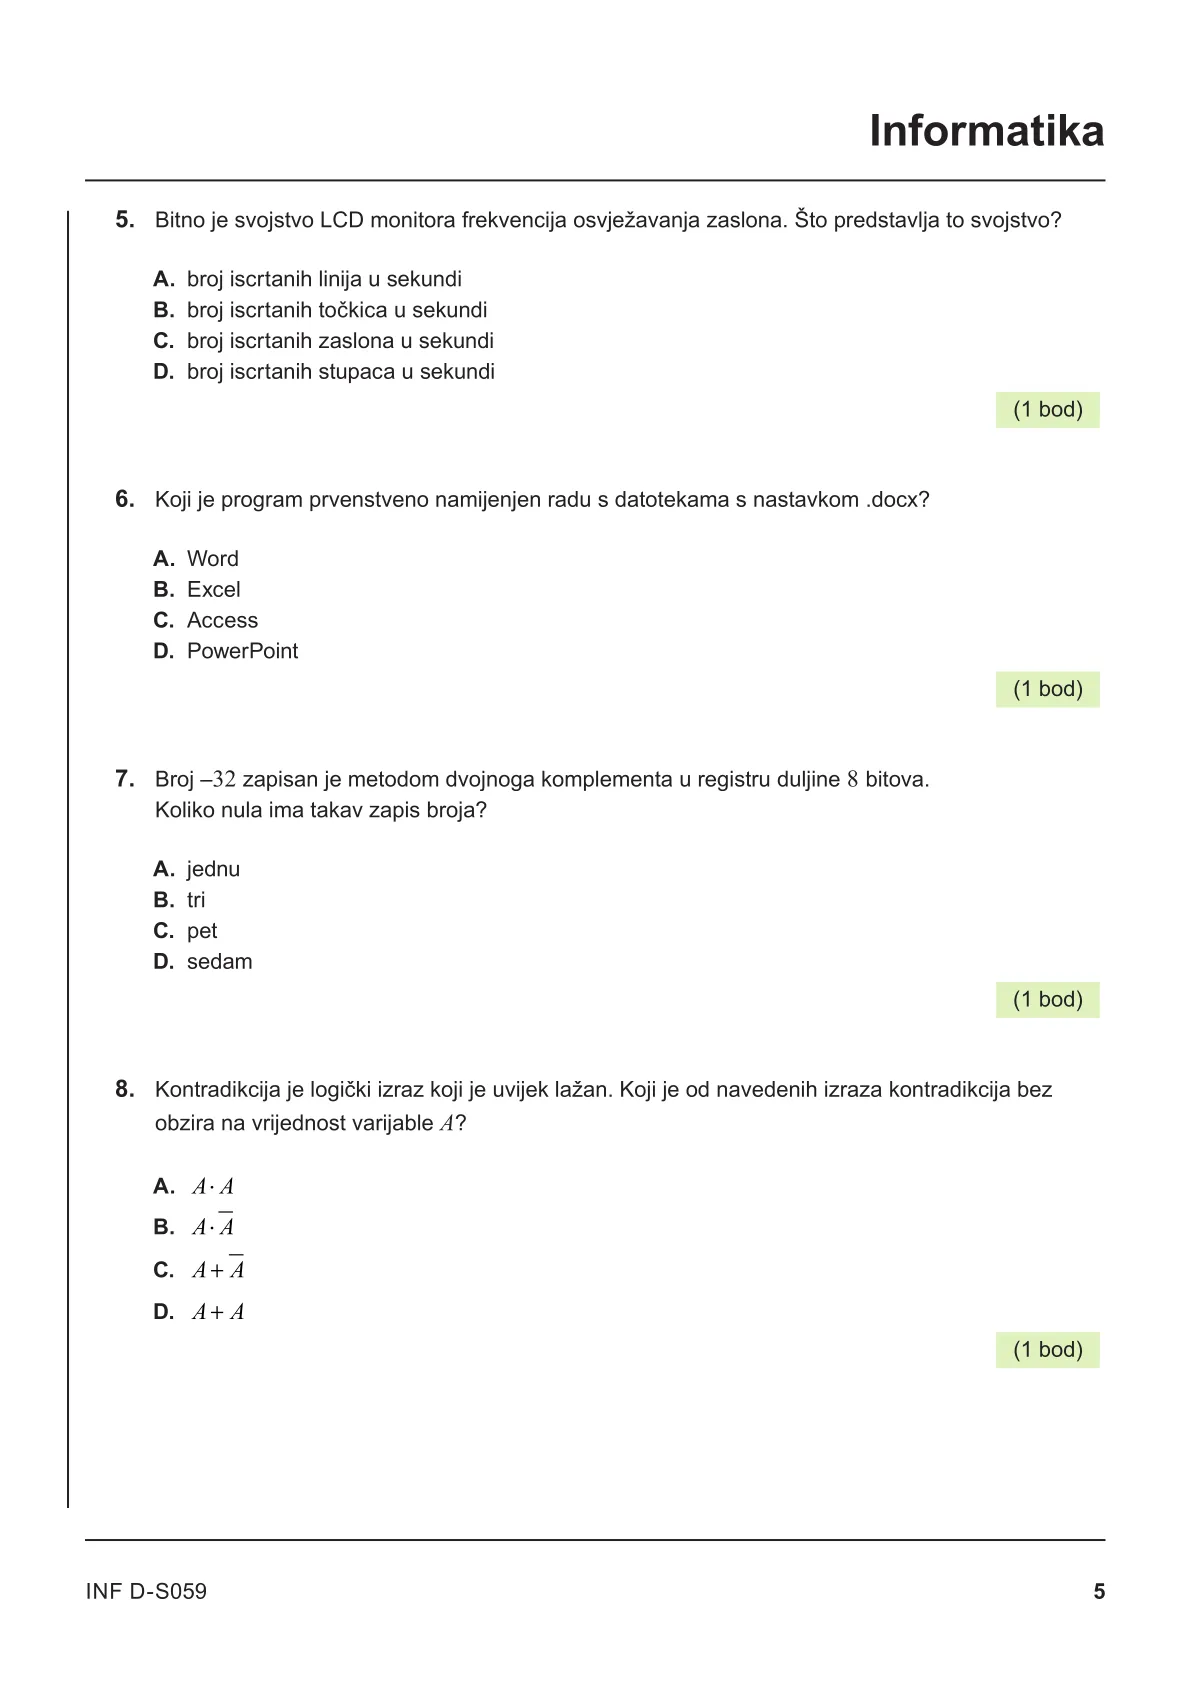 Informatika
5. Bitno je svojstvo LCD monitora frekvencija osvježavanja zaslona. Što predstavlja to svojstvo?
A. broj iscrtanih linija u sekundi
B. broj iscrtanih točkica u sekundi
C. broj iscrtanih zaslona u sekundi
D. broj iscrtanih stupaca u sekundi
(1 bod)
6. Koji je program prvenstveno namijenjen radu s datotekama s nastavkom .docx?
A. Word
B. Excel
C. Access
D. PowerPoint
(1 bod)
7. Broj –32 zapisan je metodom dvojnoga komplementa u registru duljine 8 bitova.
Koliko nula ima takav zapis broja?
A. jednu
B. tri
C. pet
D. sedam
(1 bod)
8. Kontradikcija je logički izraz koji je uvijek lažan. Koji je od navedenih izraza kontradikcija bez
obzira na vrijednost varijable A?
A. A · A
B. A · A̅
C. A + A̅
D. A + A
(1 bod)
INF D-S059
5